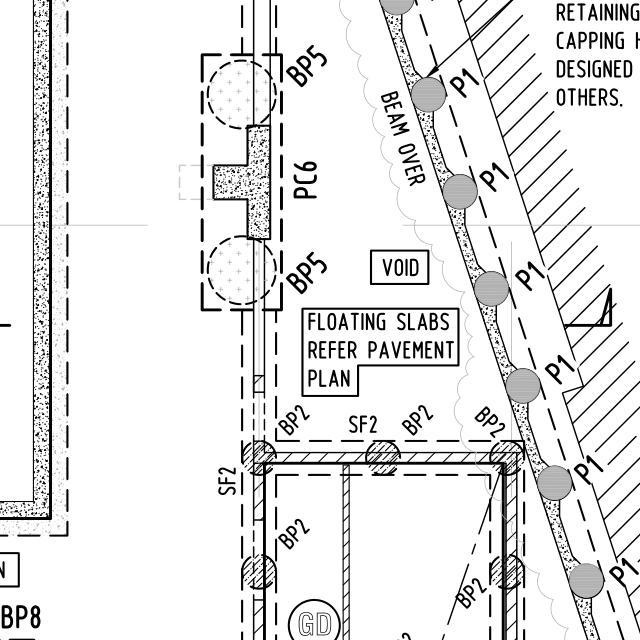 RETAINING
CAPPING
DESIGNED
OTHERS.
BP5
P1
BEAM OVER
PC6
P1
BP5
VOID
P1
FLOATING SLABS
REFER PAVEMENT
PLAN
P1
BP2
SF2
BP2
BP2
SF2
P1
BP2
P1
BP2
BP8
GD